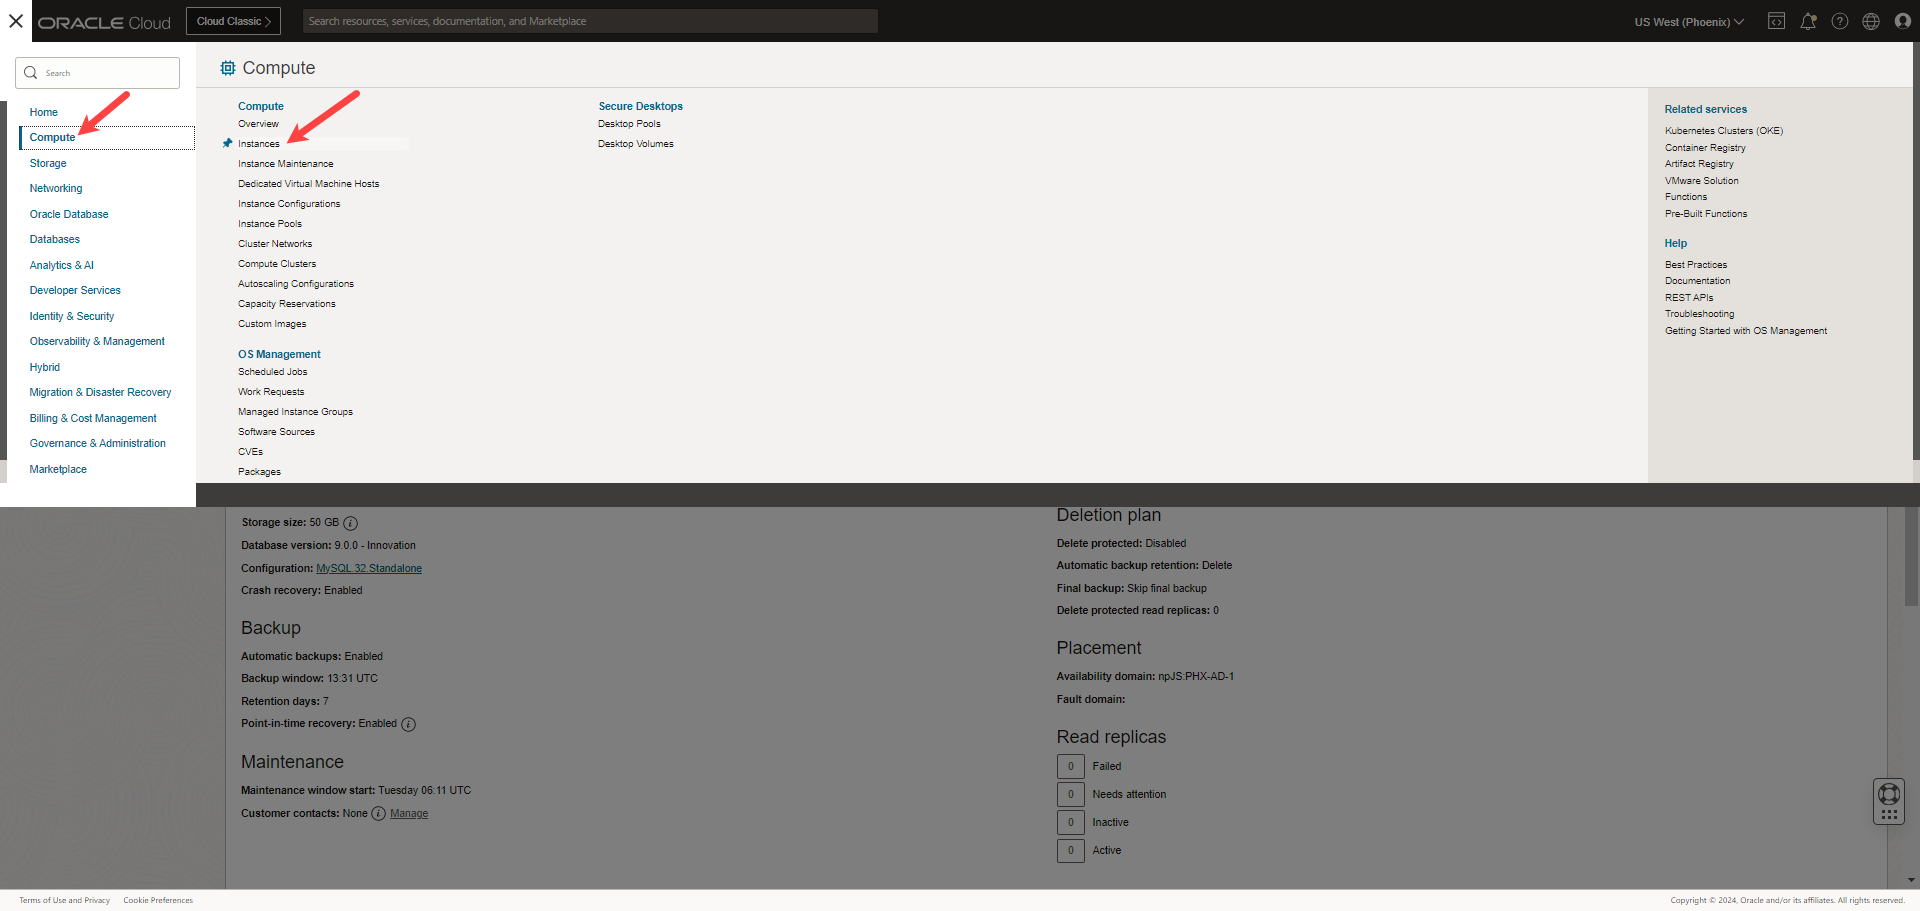 ORACLE Cloud
Cloud Classic
Search resources, services, documentation, and Marketplace
US West (Phoenix)
Search
Home
Compute
Storage
Networking
Oracle Database
Databases
Analytics & AI
Developer Services
Identity & Security
Observability & Management
Hybrid
Migration & Disaster Recovery
Billing & Cost Management
Governance & Administration
Marketplace
Compute
Compute
Overview
Instances
Instance Maintenance
Dedicated Virtual Machine Hosts
Instance Configurations
Instance Pools
Cluster Networks
Compute Clusters
Autoscaling Configurations
Capacity Reservations
Custom Images
OS Management
Scheduled Jobs
Work Requests
Managed Instance Groups
Software Sources
CVEs
Packages
Secure Desktops
Desktop Pools
Desktop Volumes
Related services
Kubernetes Clusters (OKE)
Container Registry
Artifact Registry
VMware Solution
Functions
Pre-Built Functions
Help
Best Practices
Documentation
REST APIs
Troubleshooting
Getting Started with OS Management
Storage size: 50 GB
Database version: 9.0.0 - Innovation
Configuration: MySQL.32.Standalone
Crash recovery: Enabled
Backup
Automatic backups: Enabled
Backup window: 13:31 UTC
Retention days: 7
Point-in-time recovery: Enabled
Maintenance
Maintenance window start: Tuesday 06:11 UTC
Customer contacts: None Manage
Deletion plan
Delete protected: Disabled
Automatic backup retention: Delete
Final backup: Skip final backup
Delete protected read replicas: 0
Placement
Availability domain: npJS:PHX-AD-1
Fault domain:
Read replicas
0 Failed
0 Needs attention
0 Inactive
0 Active
Terms of Use and Privacy Cookie Preferences
Copyright © 2024, Oracle and/or its affiliates. All rights reserved.